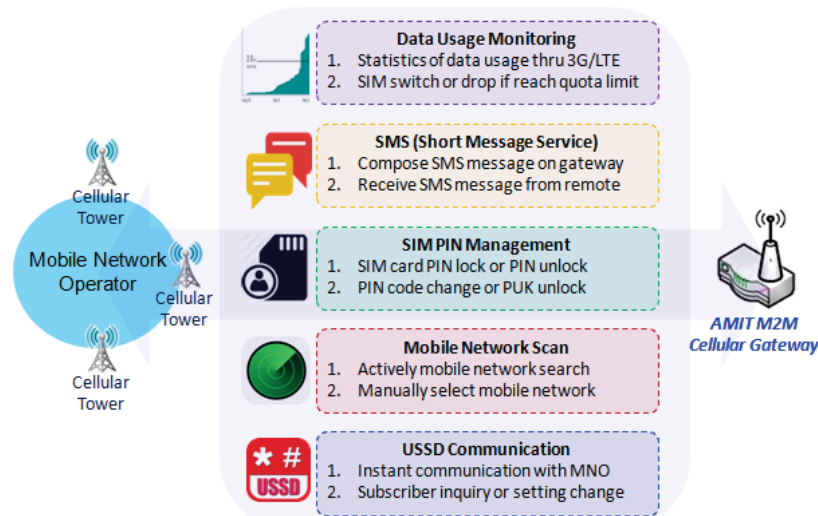 Data Usage Monitoring
1. Statistics of data usage thru 3G/LTE
2. SIM switch or drop if reach quota limit
SMS (Short Message Service)
1. Compose SMS message on gateway
2. Receive SMS message from remote
Cellular
Tower
Mobile Network
Operator
Cellular
Tower
SIM PIN Management
1. SIM card PIN lock or PIN unlock
2. PIN code change or PUK unlock
AMIT M2M
Cellular Gateway
Cellular
Tower
Mobile Network Scan
1. Actively mobile network search
2. Manually select mobile network
* #
USSD
USSD Communication
1. Instant communication with MNO
2. Subscriber inquiry or setting change